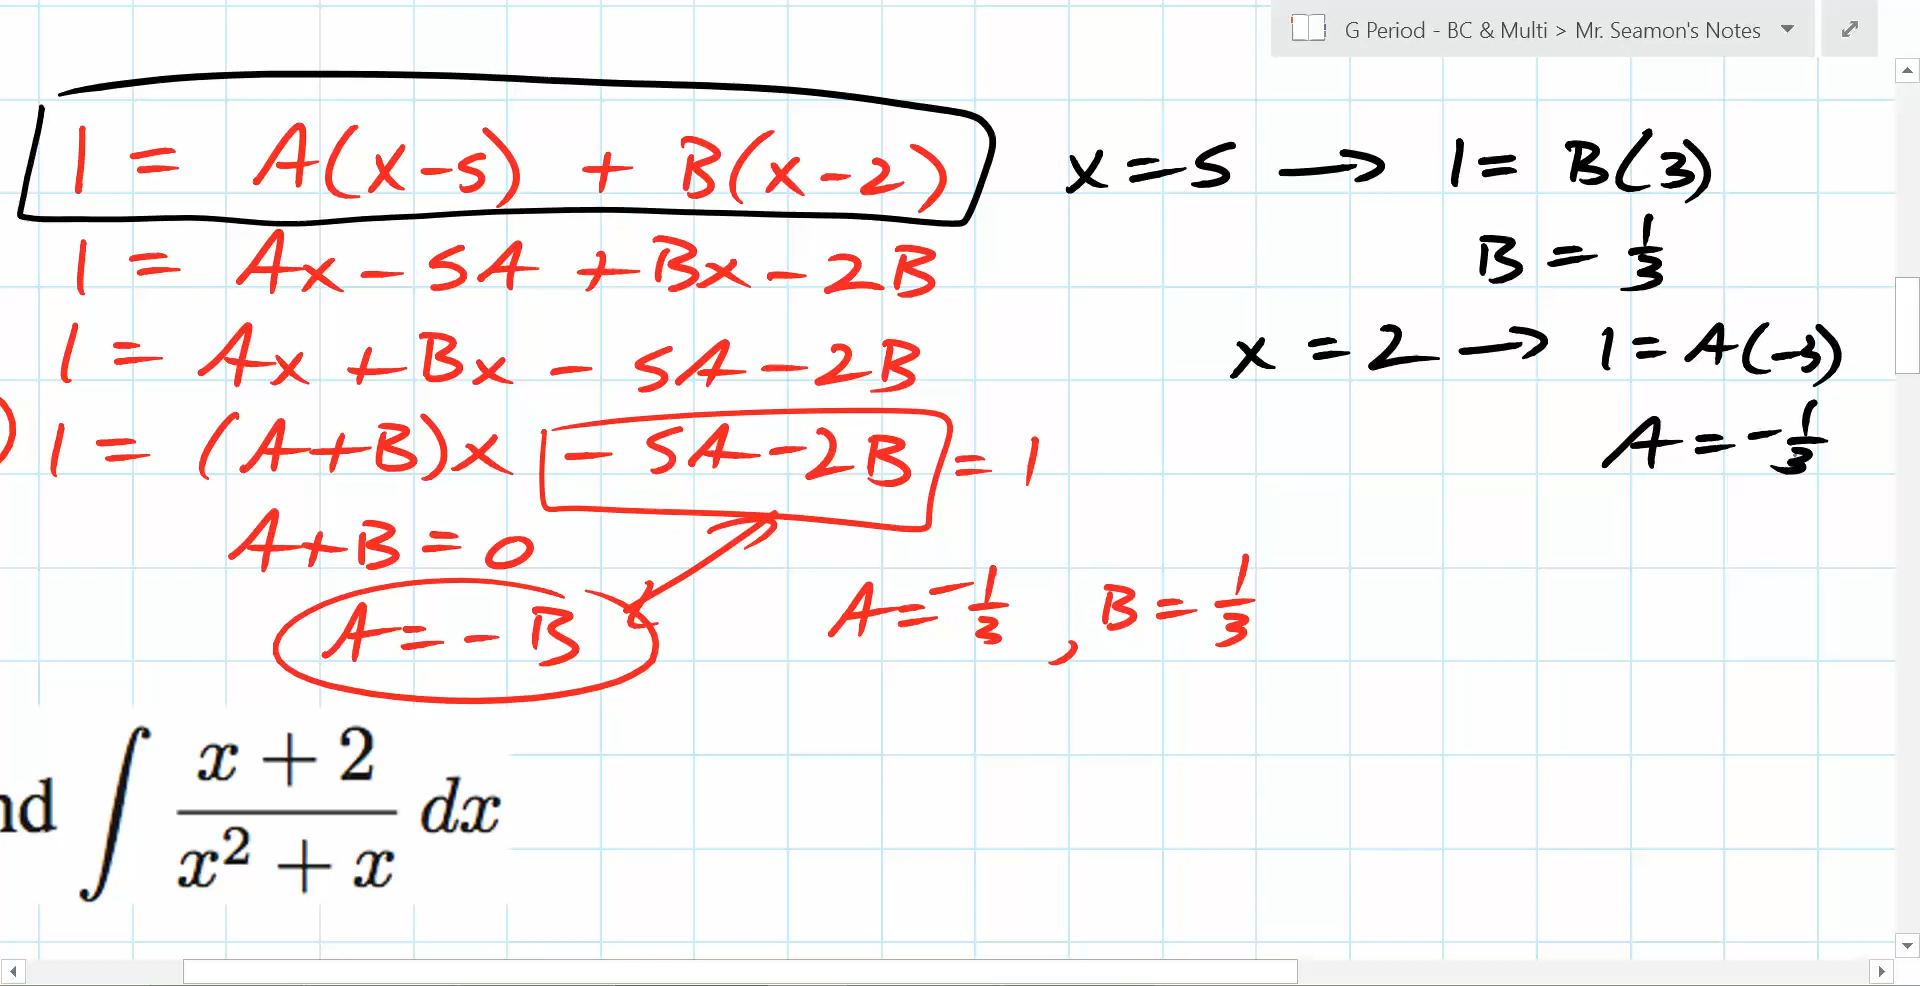 G Period - BC & Multi > Mr. Seamon's Notes
1 = A(x-5) + B(x-2)
1 = Ax - 5A + Bx - 2B
1 = Ax + Bx - 5A - 2B
) 1 = (A+B)x - 5A - 2B = 1
A+B = 0
A = -B
A = -1/3 , B = 1/3
x = 5 → 1 = B(3)
B = 1/3
x = 2 → 1 = A(-3)
A = -1/3
nd ∫ (x + 2)/(x² + x) dx